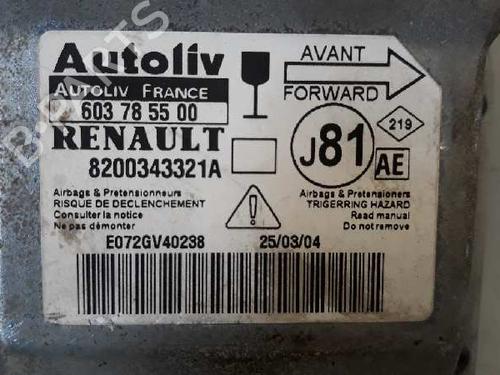 Autoliv
AUTOLIV FRANCE
603 78 55 00
RENAULT
8200343321A
AVANT
FORWARD
J81
219
AE
Airbags & Pretensionneurs
RISQUE DE DECLENCHEMENT
Consulter la notice
Ne pas démonter
Airbags & Pretensioners
TRIGERRING HAZARD
Read manual
Do not remove
E072GV40238
25/03/04
B-PARTS